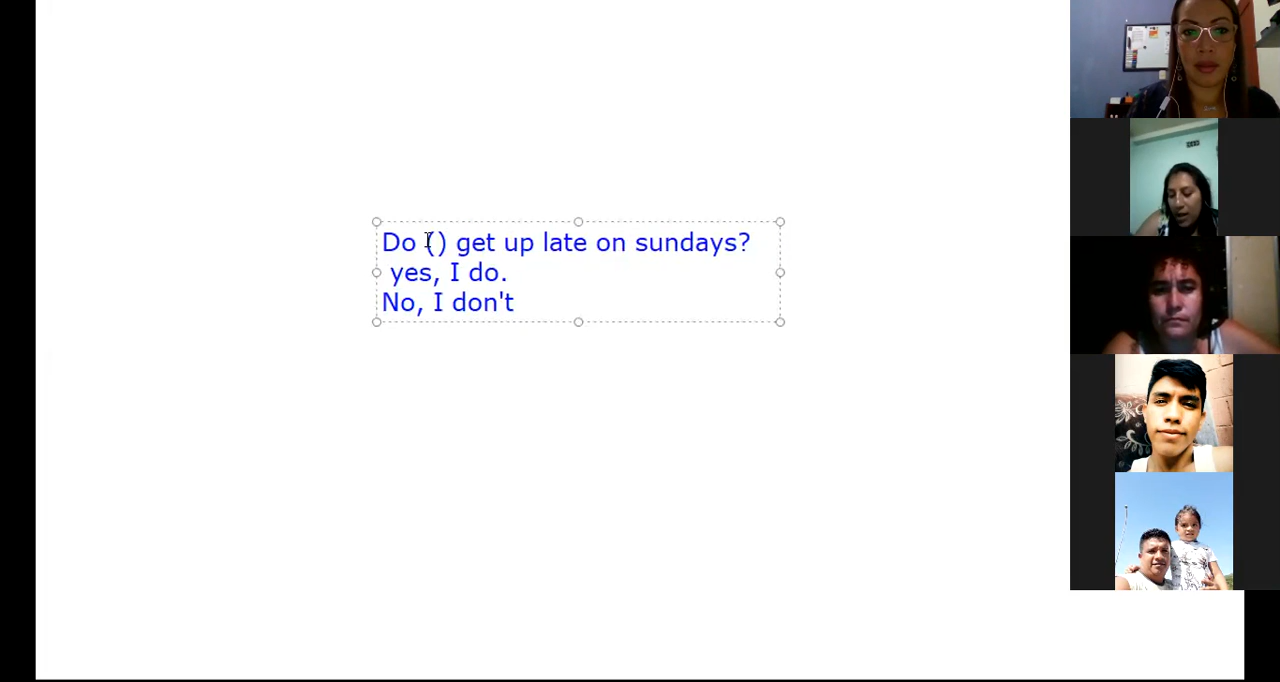 Do () get up late on sundays?
yes, I do.
No, I don't